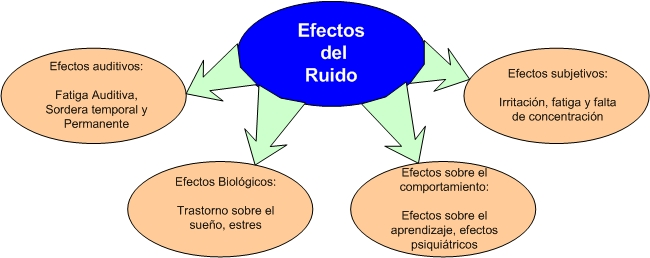 Efectos
del
Ruido
Efectos auditivos:
Fatiga Auditiva,
Sordera temporal y
Permanente
Efectos Biológicos:
Trastorno sobre el
sueño, estres
Efectos sobre el
comportamiento:
Efectos sobre el
aprendizaje, efectos
psiquiátricos
Efectos subjetivos:
Irritación, fatiga y falta
de concentración